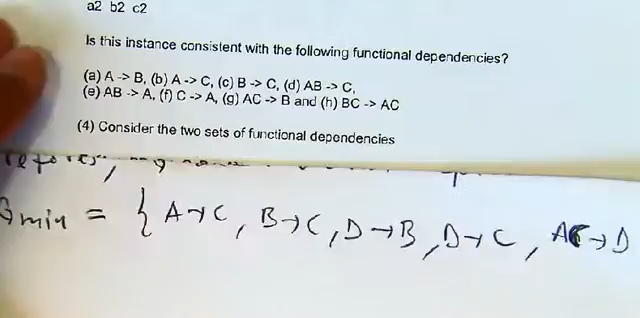 a2 b2 c2
Is this instance consistent with the following functional dependencies?
(a) A -> B, (b) A -> C, (c) B -> C, (d) AB -> C,
(e) AB -> A, (f) C -> A, (g) AC -> B and (h) BC -> AC
(4) Consider the two sets of functional dependencies
min = { A→C, B→C, D→B, D→C, AC→D